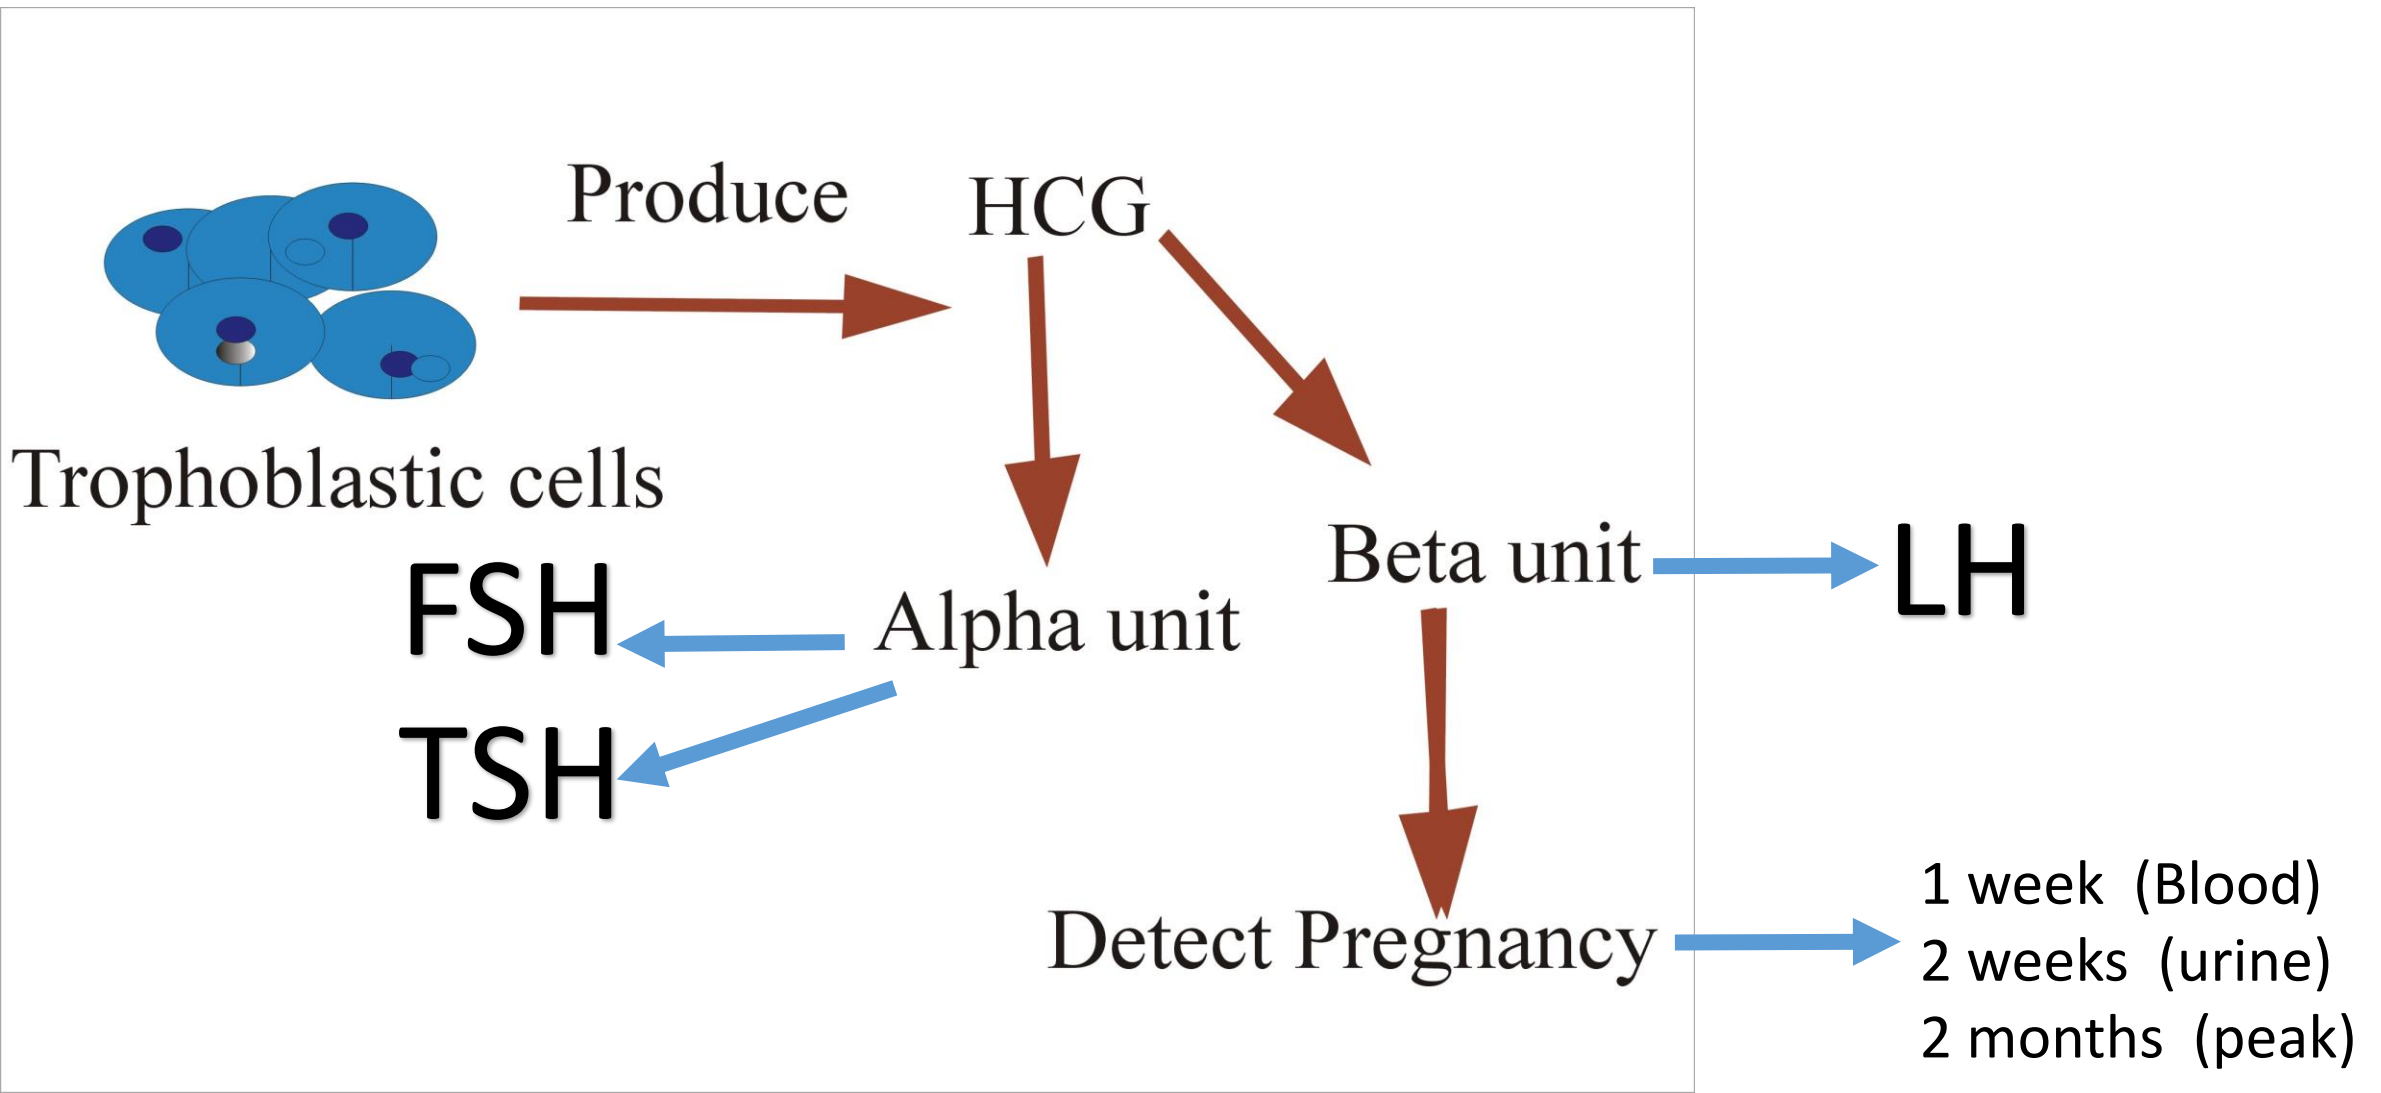 Produce
HCG
Trophoblastic cells
FSH
Alpha unit
Beta unit
LH
TSH
Detect Pregnancy
1 week (Blood)
2 weeks (urine)
2 months (peak)